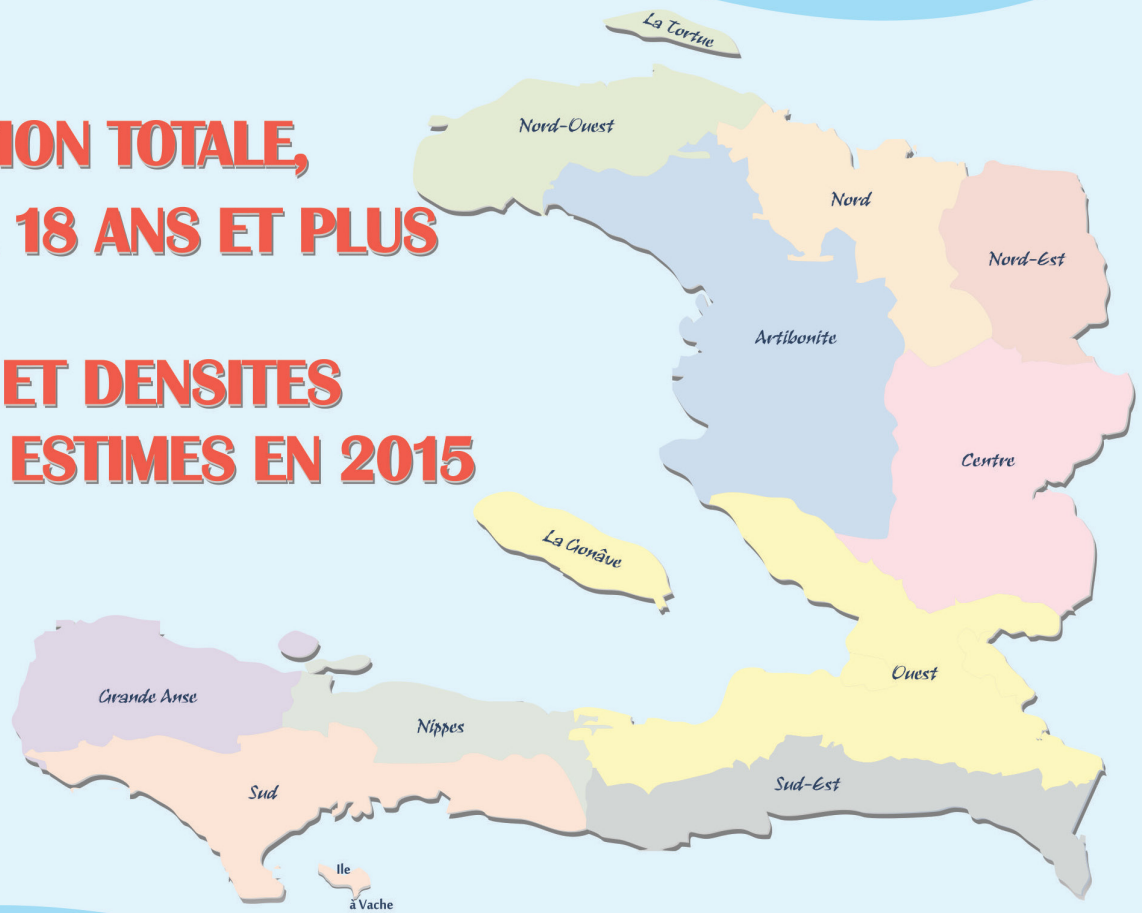 ION TOTALE,
18 ANS ET PLUS
ET DENSITES
ESTIMES EN 2015
La Tortue
Nord-Ouest
Nord
Nord-Est
Artibonite
Centre
La Gonâve
Ouest
Grande Anse
Nippes
Sud-Est
Sud
Ile
à Vache